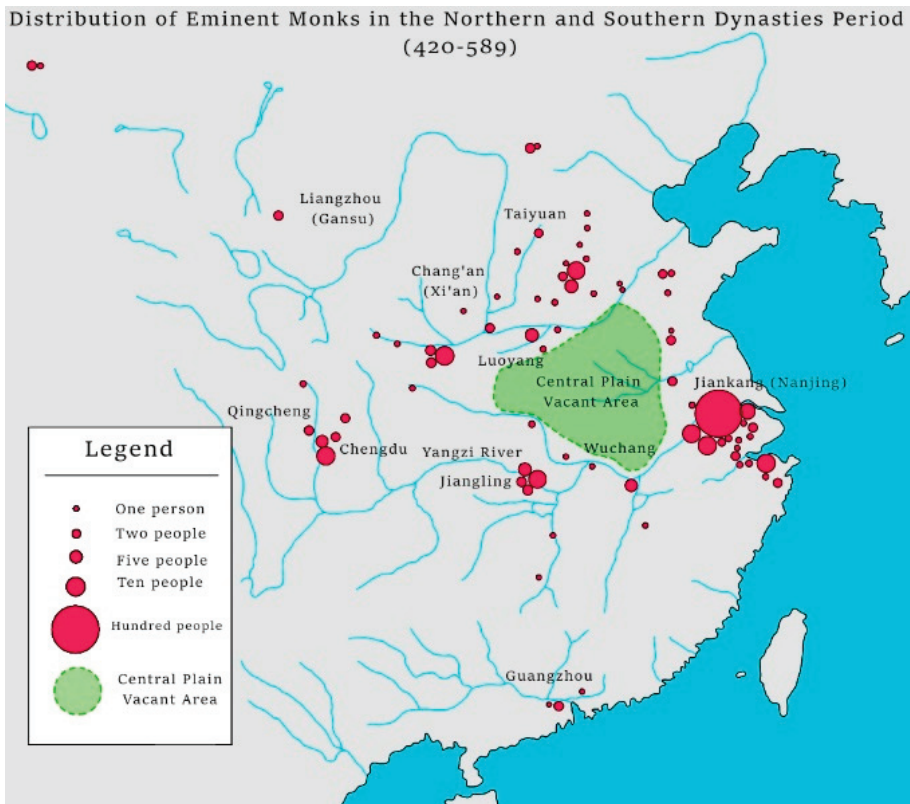 Distribution of Eminent Monks in the Northern and Southern Dynasties Period
(420-589)
Liangzhou
(Gansu)
Taiyuan
Chang'an
(Xi'an)
Luoyang
Central Plain
Vacant Area
Jiankang (Nanjing)
Qingcheng
Chengdu
Yangzi River
Wuchang
Jiangling
Guangzhou
Legend
One person
Two people
Five people
Ten people
Hundred people
Central Plain
Vacant Area